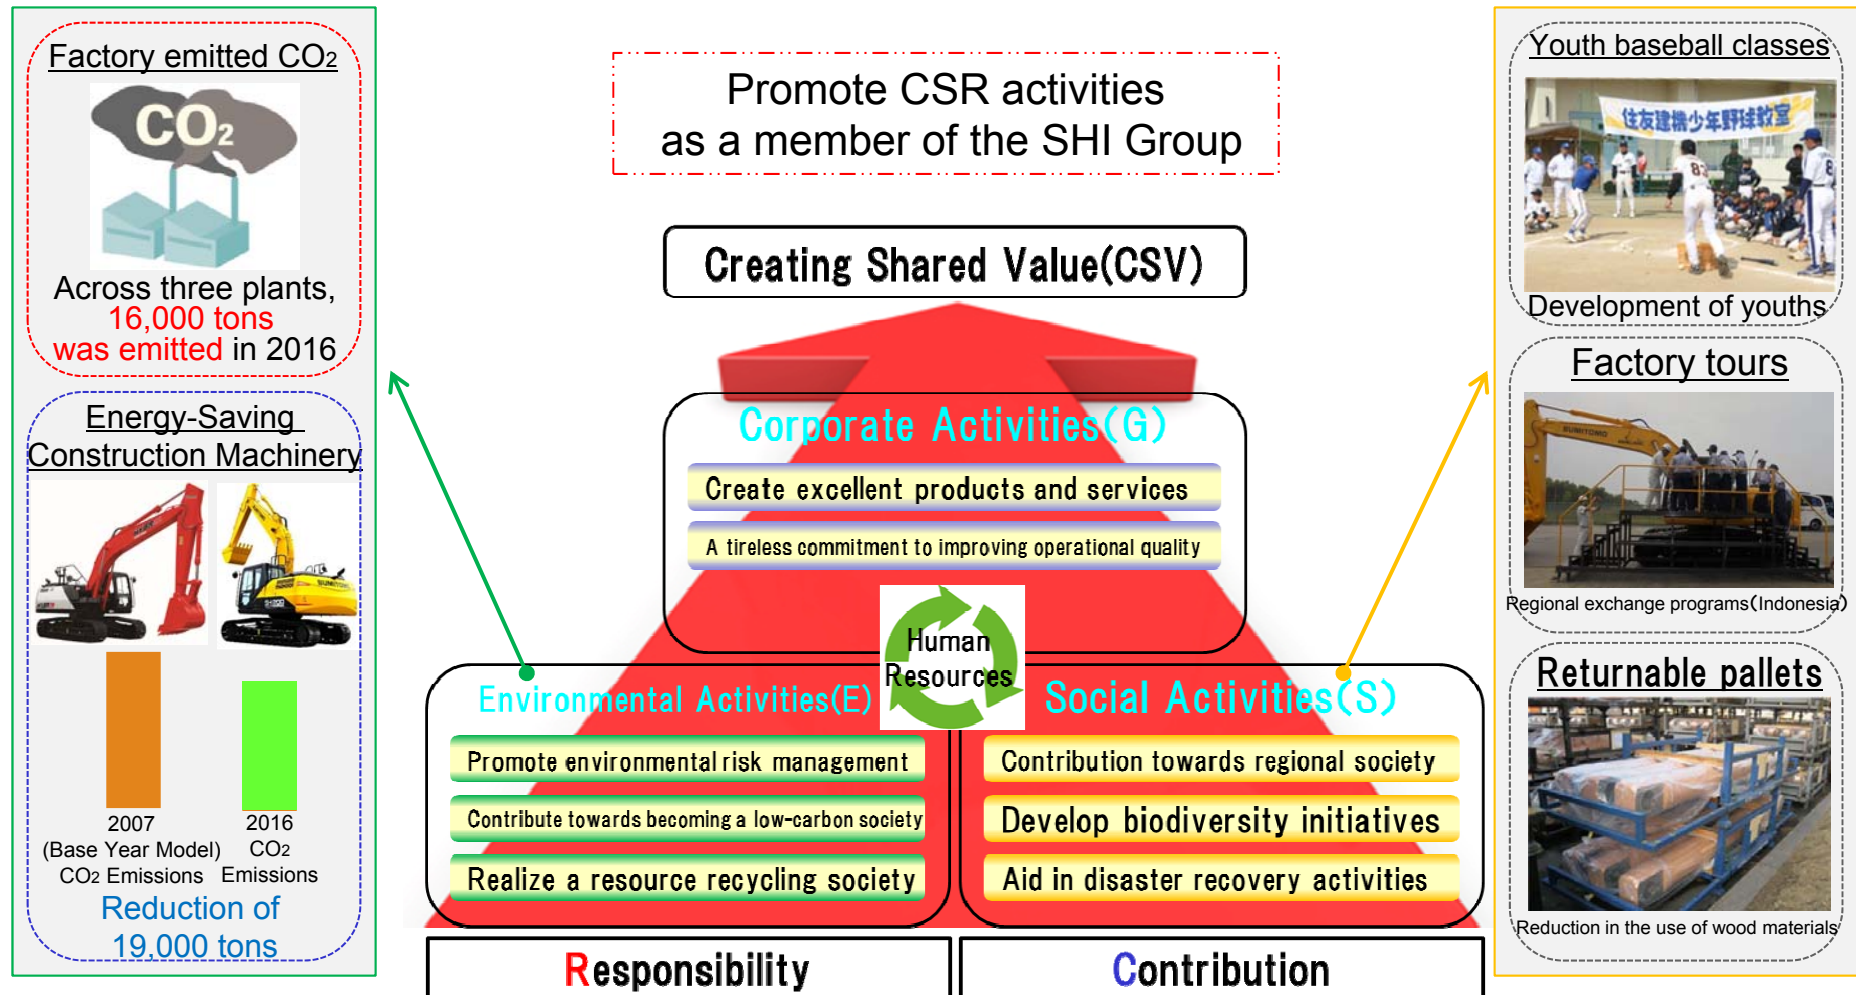 Factory emitted CO2
CO2
Across three plants,
16,000 tons
was emitted in 2016
Energy-Saving
Construction Machinery
SUMITOMO
2007
(Base Year Model)
CO2 Emissions
2016
CO2
Emissions
Reduction of
19,000 tons
Promote CSR activities
as a member of the SHI Group
Creating Shared Value(CSV)
Corporate Activities(G)
Create excellent products and services
A tireless commitment to improving operational quality
Human
Resources
Environmental Activities(E)
Promote environmental risk management
Contribute towards becoming a low-carbon society
Realize a resource recycling society
Social Activities(S)
Contribution towards regional society
Develop biodiversity initiatives
Aid in disaster recovery activities
Responsibility
Contribution
Youth baseball classes
住友建機少年野球教室
83
8
Development of youths
Factory tours
SUMITOMO
Regional exchange programs(Indonesia)
Returnable pallets
Reduction in the use of wood materials